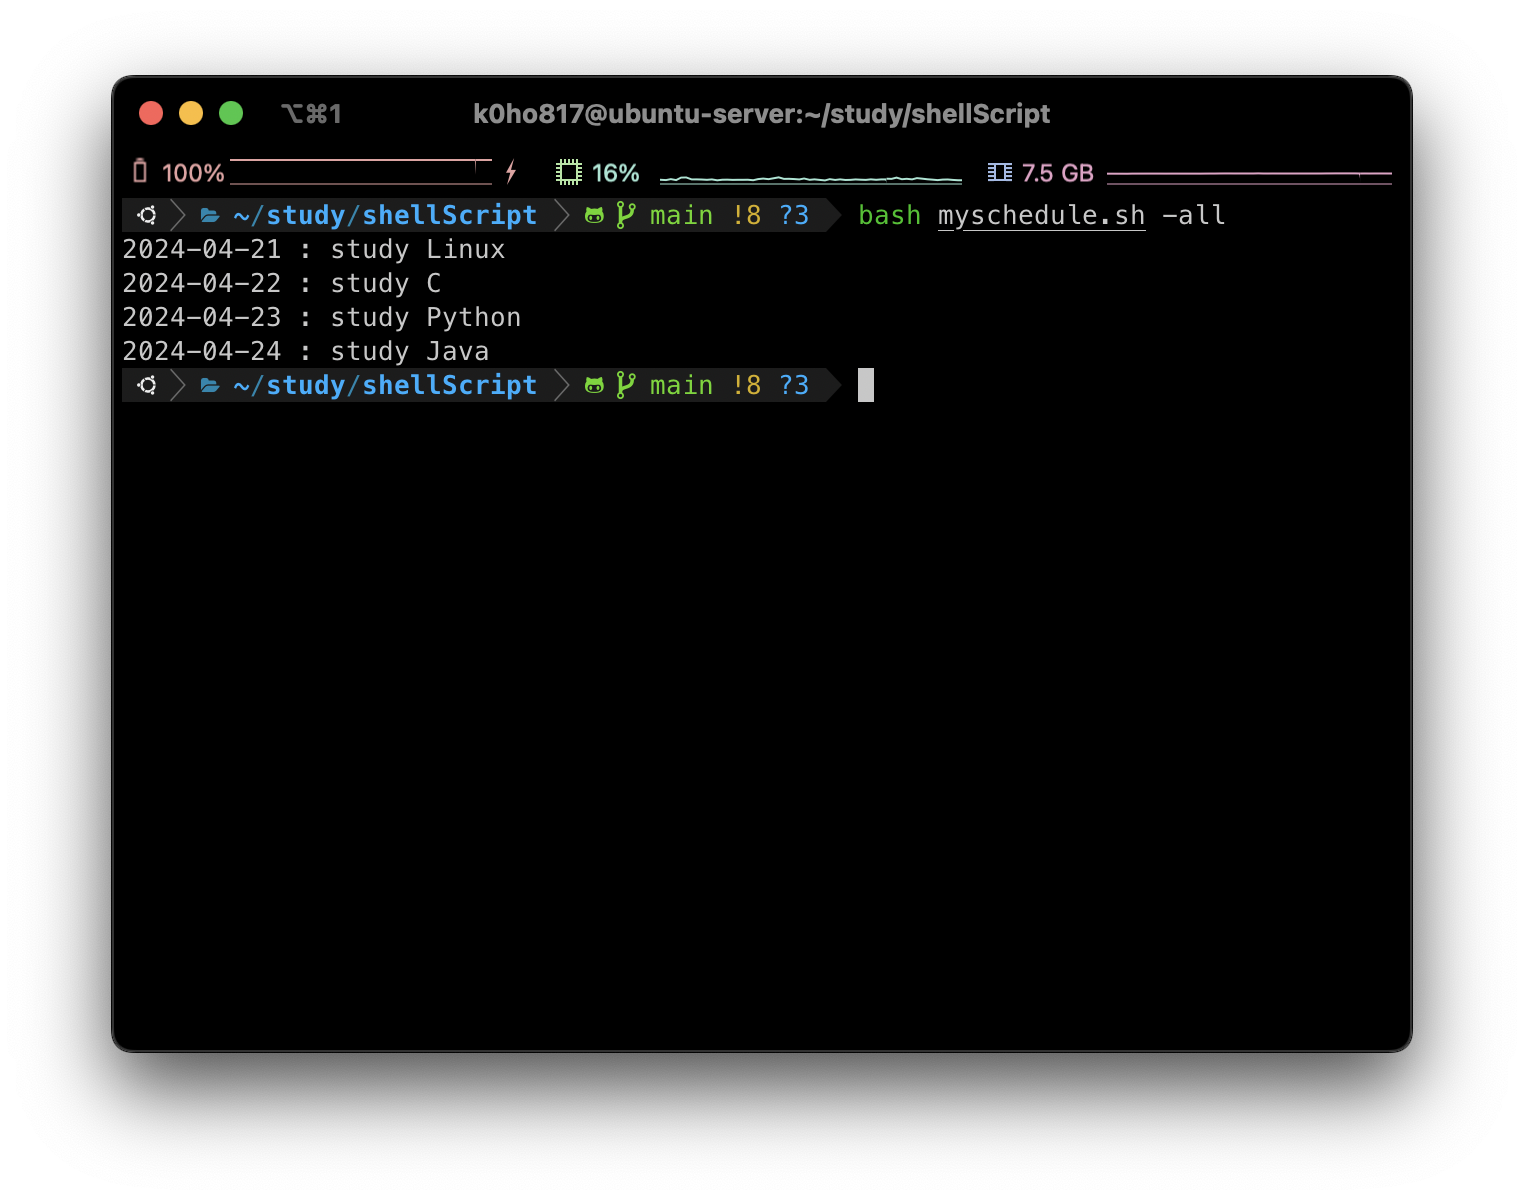 ⌥⌘1 k0ho817@ubuntu-server:~/study/shellScript
100% 16% 7.5 GB
~/study/shellScript main !8 ?3 bash myschedule.sh -all
2024-04-21 : study Linux
2024-04-22 : study C
2024-04-23 : study Python
2024-04-24 : study Java
~/study/shellScript main !8 ?3